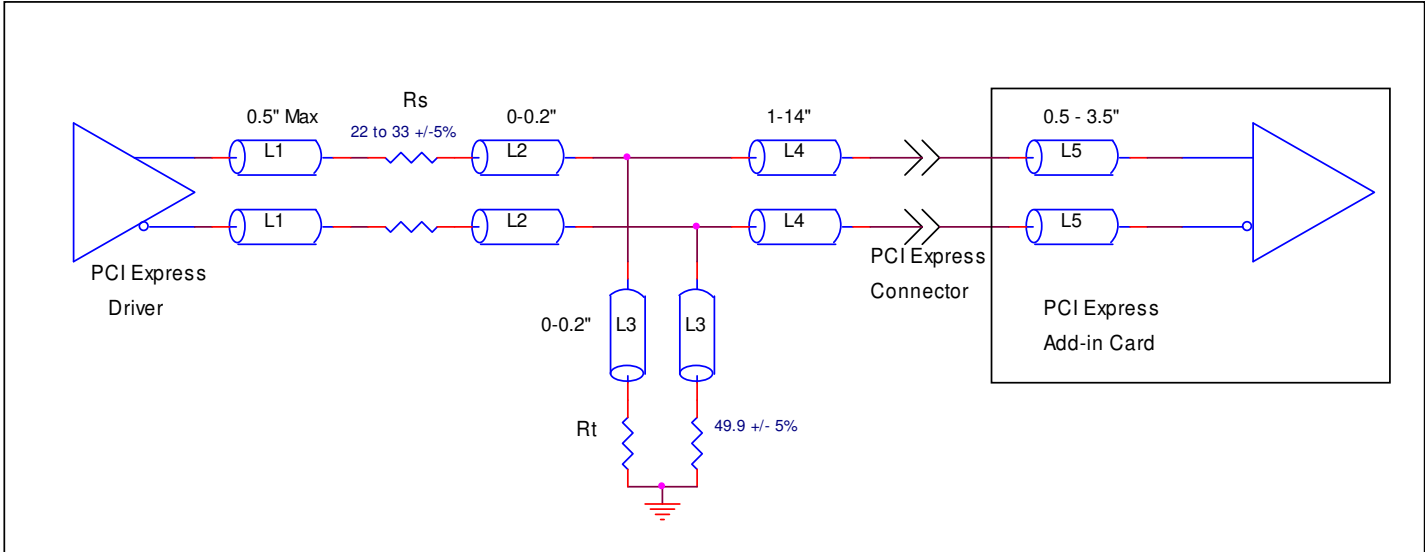 Rs
0.5" Max
22 to 33 +/-5%
0-0.2"
1-14"
0.5 - 3.5"
L1
L2
L4
L5
L1
L2
L4
L5
PCI Express
Driver
PCI Express
Connector
PCI Express
Add-in Card
0-0.2"
L3
L3
Rt
49.9 +/- 5%